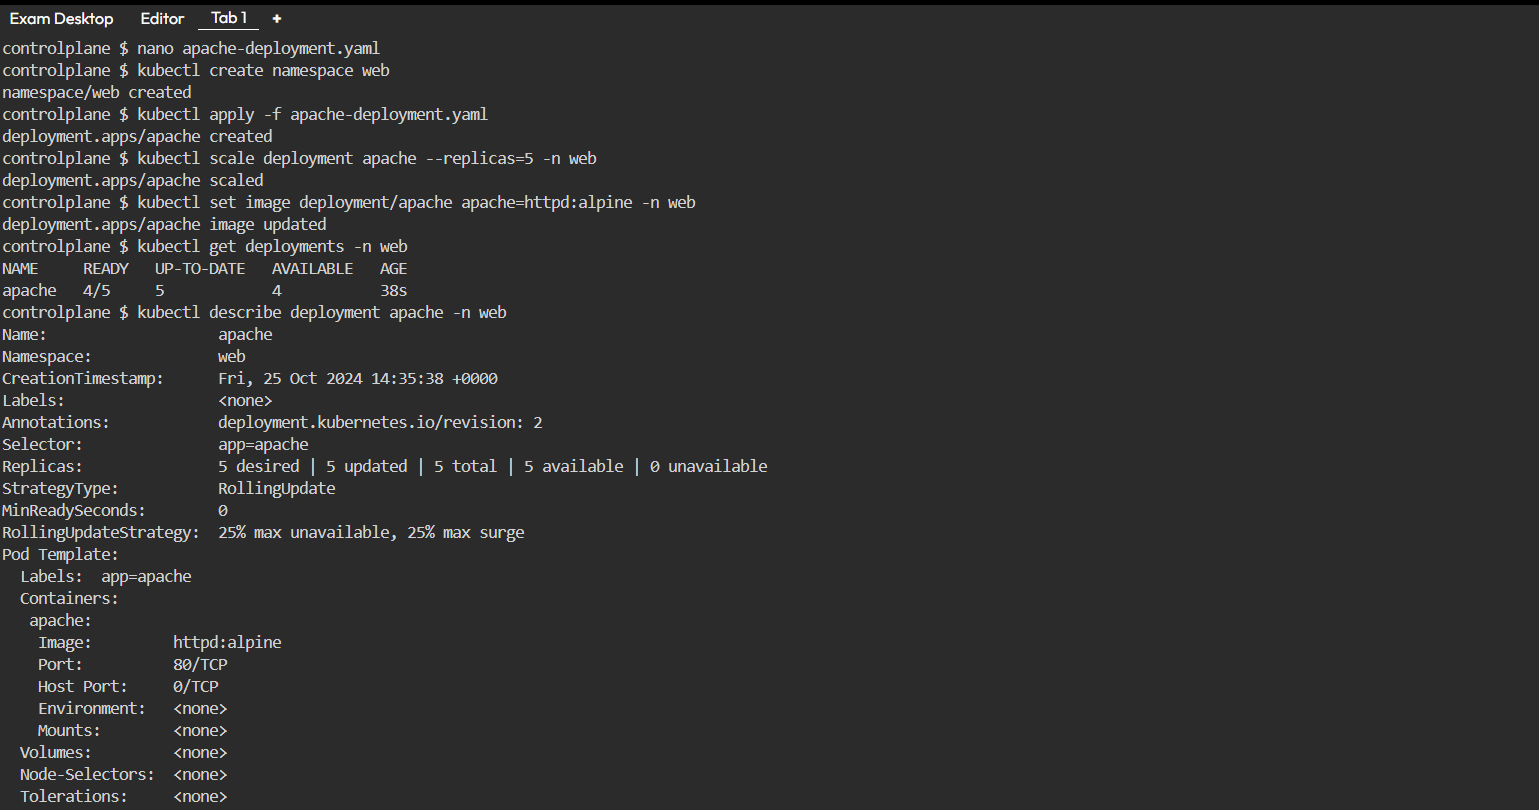 Exam Desktop Editor Tab 1 +
controlplane $ nano apache-deployment.yaml
controlplane $ kubectl create namespace web
namespace/web created
controlplane $ kubectl apply -f apache-deployment.yaml
deployment.apps/apache created
controlplane $ kubectl scale deployment apache --replicas=5 -n web
deployment.apps/apache scaled
controlplane $ kubectl set image deployment/apache apache=httpd:alpine -n web
deployment.apps/apache image updated
controlplane $ kubectl get deployments -n web
NAME     READY   UP-TO-DATE   AVAILABLE   AGE
apache   4/5     5            4           38s
controlplane $ kubectl describe deployment apache -n web
Name:                   apache
Namespace:              web
CreationTimestamp:      Fri, 25 Oct 2024 14:35:38 +0000
Labels:                 <none>
Annotations:            deployment.kubernetes.io/revision: 2
Selector:               app=apache
Replicas:               5 desired | 5 updated | 5 total | 5 available | 0 unavailable
StrategyType:           RollingUpdate
MinReadySeconds:        0
RollingUpdateStrategy:  25% max unavailable, 25% max surge
Pod Template:
  Labels:  app=apache
  Containers:
   apache:
    Image:         httpd:alpine
    Port:          80/TCP
    Host Port:     0/TCP
    Environment:   <none>
    Mounts:        <none>
  Volumes:         <none>
  Node-Selectors:  <none>
  Tolerations:     <none>